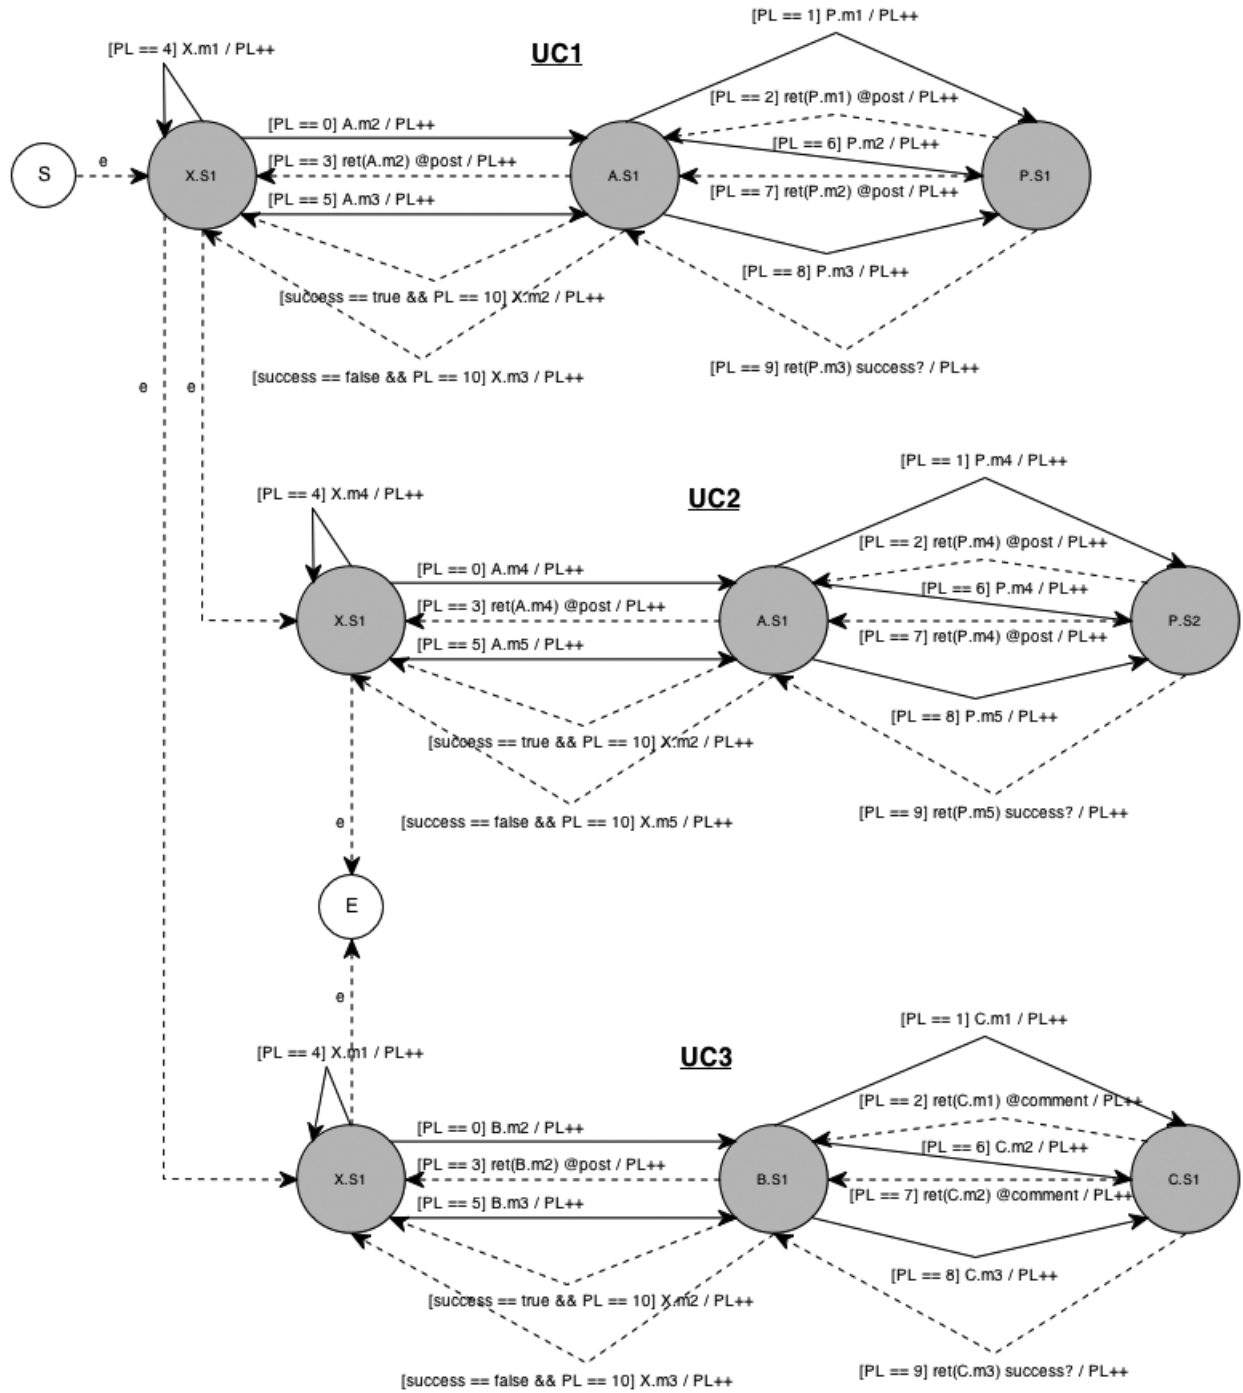 [PL == 1] P.m1 / PL++
[PL == 4] X.m1 / PL++
UC1
[PL == 2] ret(P.m1) @post / PL++
[PL == 0] A.m2 / PL++
[PL == 6] P.m2 / PL++
e
[PL == 3] ret(A.m2) @post / PL++
S
X.S1
A.S1
P.S1
[PL == 7] ret(P.m2) @post / PL++
[PL == 5] A.m3 / PL++
[PL == 8] P.m3 / PL++
[success == true && PL == 10] X.m2 / PL++
[PL == 9] ret(P.m3) success? / PL++
[success == false && PL == 10] X.m3 / PL++
e
e
[PL == 1] P.m4 / PL++
[PL == 4] X.m4 / PL++
UC2
[PL == 2] ret(P.m4) @post / PL++
[PL == 0] A.m4 / PL++
[PL == 6] P.m4 / PL++
[PL == 3] ret(A.m4) @post / PL++
X.S1
A.S1
P.S2
[PL == 7] ret(P.m4) @post / PL++
[PL == 5] A.m5 / PL++
[PL == 8] P.m5 / PL++
[success == true && PL == 10] X.m2 / PL++
[PL == 9] ret(P.m5) success? / PL++
[success == false && PL == 10] X.m5 / PL++
e
E
e
[PL == 1] C.m1 / PL++
[PL == 4] X.m1 / PL++
UC3
[PL == 2] ret(C.m1) @comment / PL++
[PL == 0] B.m2 / PL++
[PL == 6] C.m2 / PL++
[PL == 3] ret(B.m2) @post / PL++
X.S1
B.S1
C.S1
[PL == 7] ret(C.m2) @comment / PL++
[PL == 5] B.m3 / PL++
[PL == 8] C.m3 / PL++
[success == true && PL == 10] X.m2 / PL++
[PL == 9] ret(C.m3) success? / PL++
[success == false && PL == 10] X.m3 / PL++